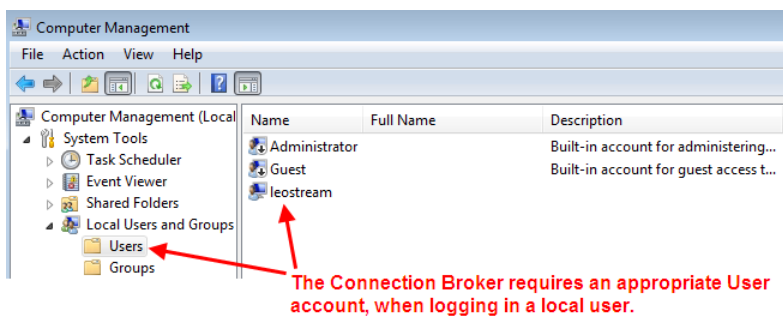 Computer Management
File Action View Help
Computer Management (Local
System Tools
Task Scheduler
Event Viewer
Shared Folders
Local Users and Groups
Users
Groups
Name Full Name Description
Administrator Built-in account for administering...
Guest Built-in account for guest access t...
leostream
The Connection Broker requires an appropriate User
account, when logging in a local user.